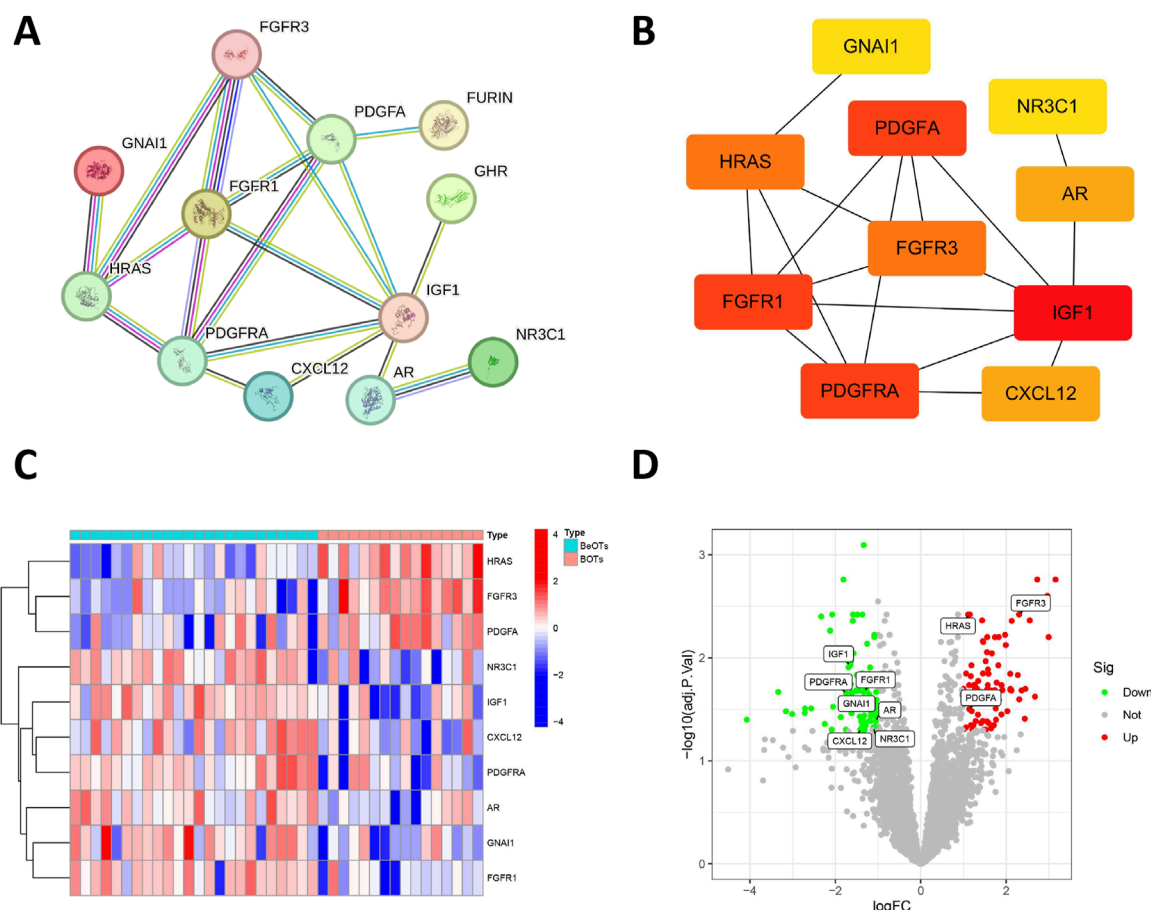 A
FGFR3
PDGFA
FURIN
GNAI1
GHR
FGFR1
HRAS
IGF1
PDGFRA
NR3C1
CXCL12
AR
B
GNAI1
NR3C1
PDGFA
HRAS
AR
FGFR3
FGFR1
IGF1
PDGFRA
CXCL12
C
Type
HRAS
FGFR3
PDGFA
NR3C1
IGF1
CXCL12
PDGFRA
AR
GNAI1
FGFR1
4
2
0
−2
−4
Type
BeOTs
BOTs
D
−log10(adj.P.Val)
3
2
1
0
FGFR3
HRAS
IGF1
PDGFRA
FGFR1
GNAI1
PDGFA
AR
CXCL12
NR3C1
−4
−2
0
2
logFC
Sig
Down
Not
Up